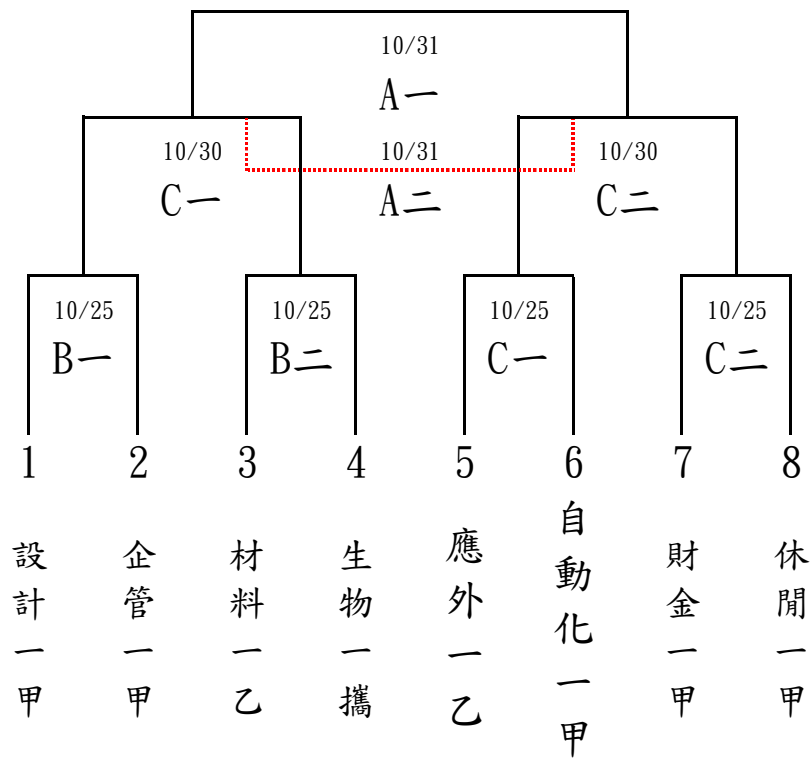 10/31
A一
10/30
10/31
10/30
C一
A二
C二
10/25
10/25
10/25
10/25
B一
B二
C一
C二
1
2
3
4
5
6
7
8
設計一甲
企管一甲
材料一乙
生物一攜
應外一乙
自動化一甲
財金一甲
休閒一甲